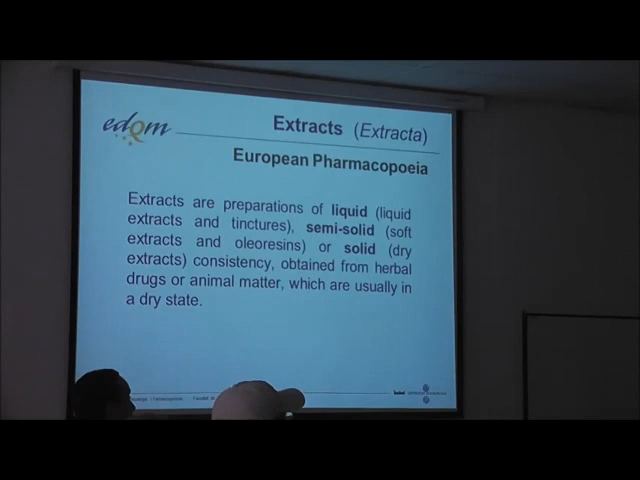 edQm
Extracts (Extracta)
European Pharmacopoeia
Extracts are preparations of liquid (liquid
extracts and tinctures), semi-solid (soft
extracts and oleoresins) or solid (dry
extracts) consistency, obtained from herbal
drugs or animal matter, which are usually in
a dry state.